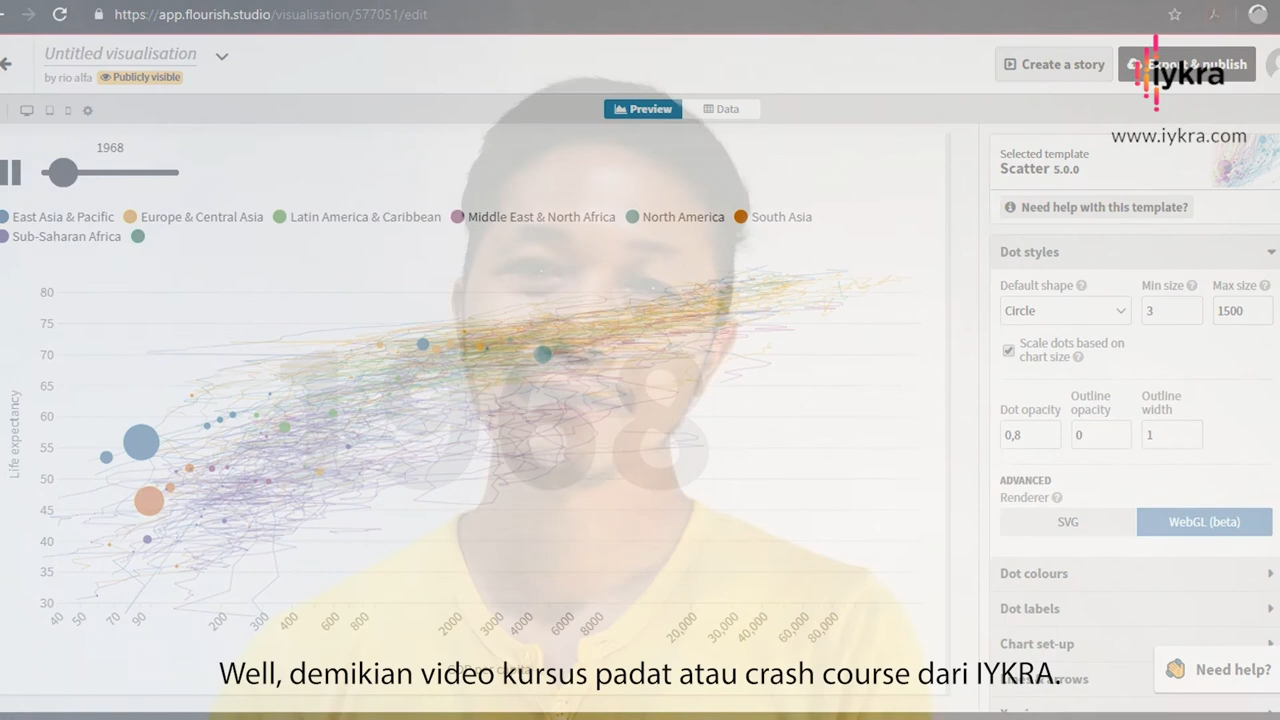 https://app.flourish.studio/visualisation/577051/edit
Untitled visualisation
by rio alfa Publicly visible
Create a story
Export & publish
iykra
www.iykra.com
Preview
Data
1968
East Asia & Pacific
Europe & Central Asia
Latin America & Caribbean
Middle East & North Africa
North America
South Asia
Sub-Saharan Africa
Life expectancy
80
75
70
65
60
55
50
45
40
35
30
40 50 70 90 200 300 400 600 800 2000 3000 4000 6000 8000 20,000 30,000 40,000 60,000 80,000
Selected template
Scatter 5.0.0
Need help with this template?
Dot styles
Default shape
Min size
Max size
Circle
3
1500
Scale dots based on
chart size
Dot opacity
Outline
opacity
Outline
width
0,8
0
1
ADVANCED
Renderer
SVG
WebGL (beta)
Dot colours
Dot labels
Chart set-up
Need help?
Well, demikian video kursus padat atau crash course dari IYKRA.